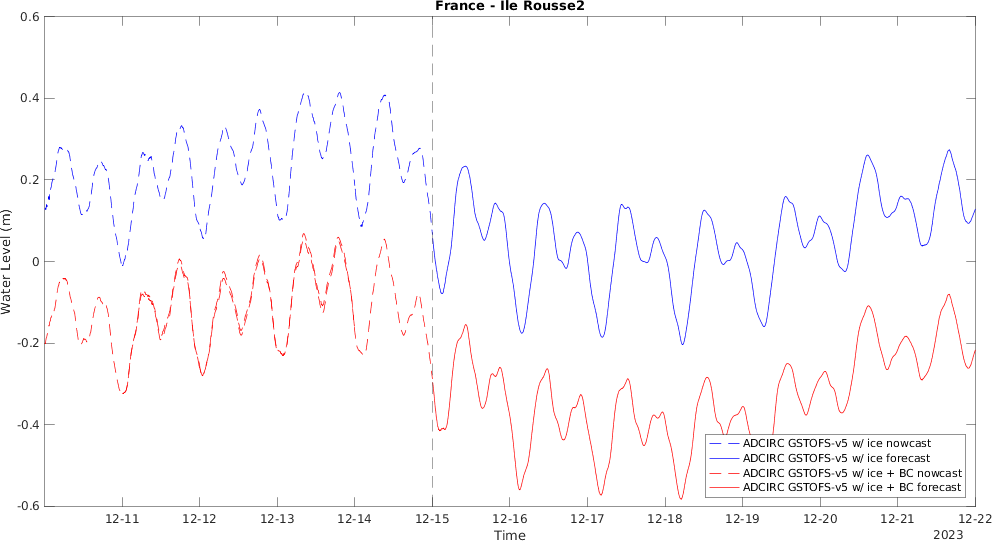 France - Ile Rousse2
Water Level (m)
0.6
0.4
0.2
0
-0.2
-0.4
-0.6
ADCIRC GSTOFS-v5 w/ ice nowcast
ADCIRC GSTOFS-v5 w/ ice forecast
ADCIRC GSTOFS-v5 w/ ice + BC nowcast
ADCIRC GSTOFS-v5 w/ ice + BC forecast
12-11 12-12 12-13 12-14 12-15 12-16 12-17 12-18 12-19 12-20 12-21 12-22
Time
2023